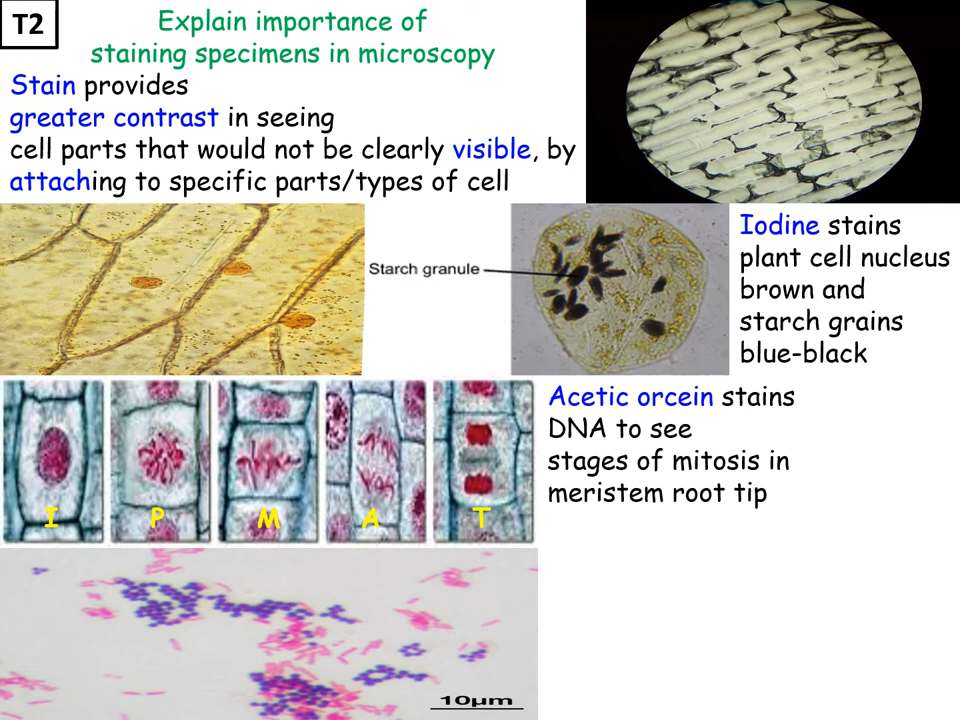 T2
Explain importance of
staining specimens in microscopy
Stain provides
greater contrast in seeing
cell parts that would not be clearly visible, by
attaching to specific parts/types of cell
Starch granule
Iodine stains
plant cell nucleus
brown and
starch grains
blue-black
Acetic orcein stains
DNA to see
stages of mitosis in
meristem root tip
I P M A T
10µm